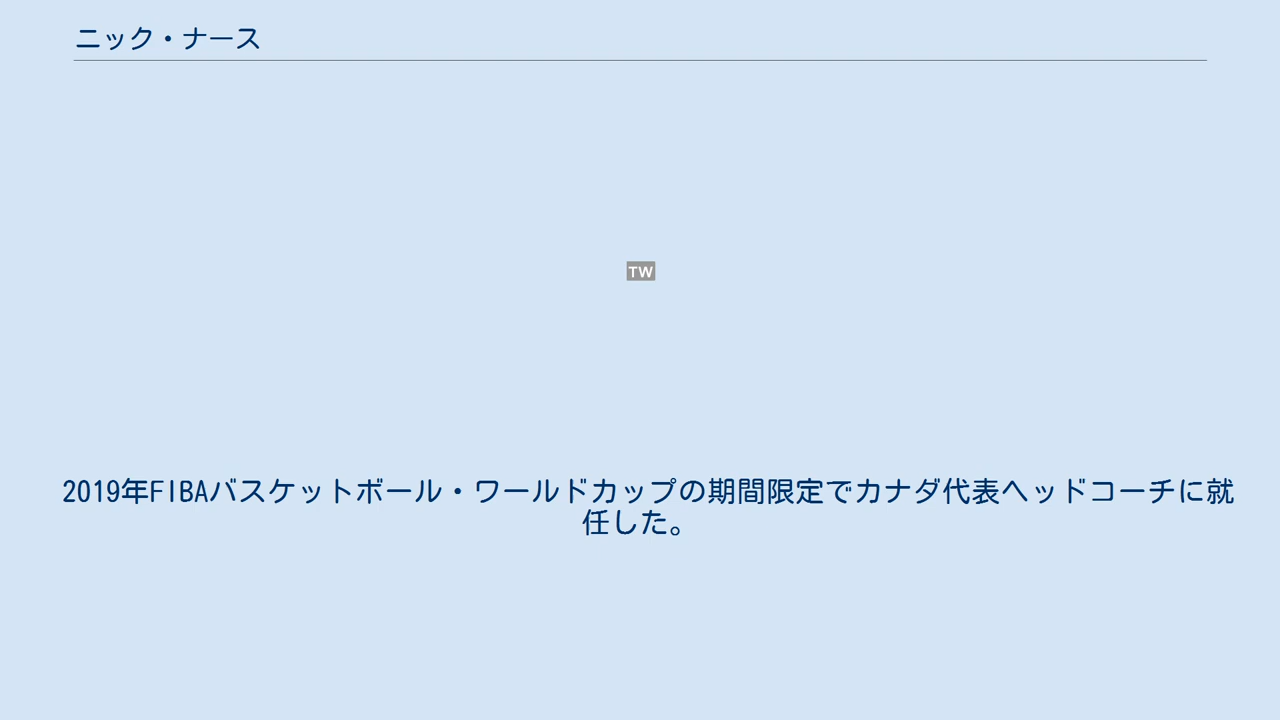 ニック・ナース
TW
2019年FIBAバスケットボール・ワールドカップの期間限定でカナダ代表ヘッドコーチに就
任した。